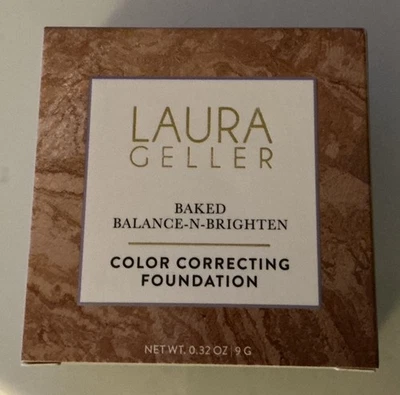 LAURA
GELLER
BAKED
BALANCE-N-BRIGHTEN
COLOR CORRECTING
FOUNDATION
NET WT. 0.32 OZ | 9 G